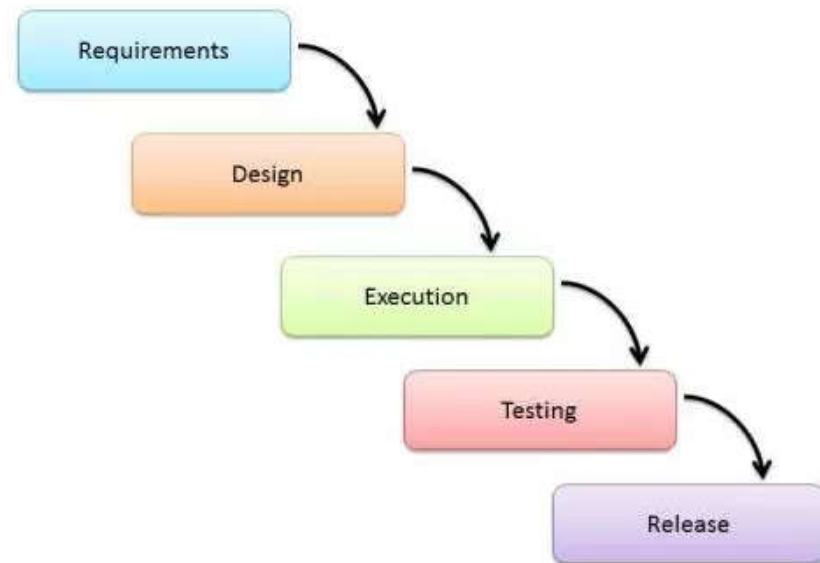 Requirements
Design
Execution
Testing
Release